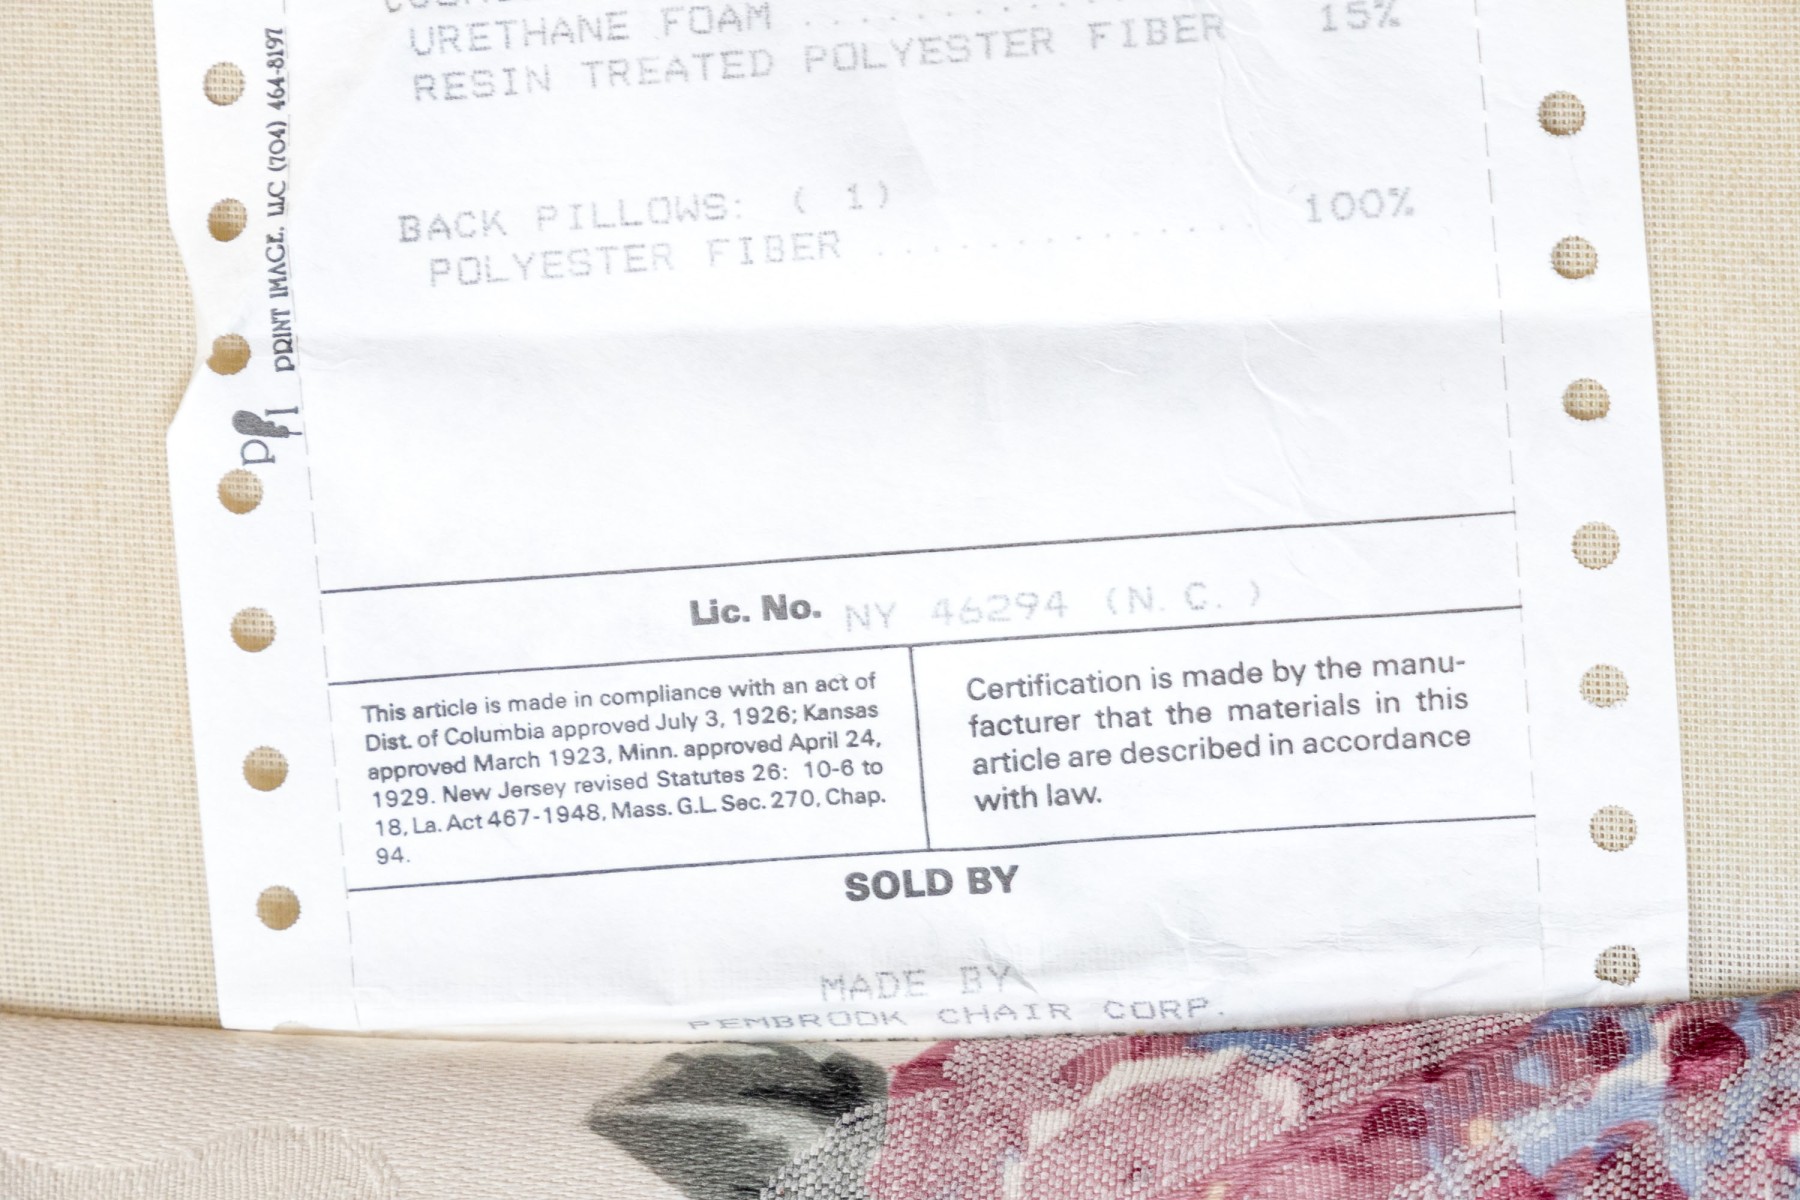 URETHANE FOAM ..............
RESIN TREATED POLYESTER FIBER 15%
BACK PILLOWS: ( 1)
POLYESTER FIBER .............. 100%
Lic. No. NY 46294 (N. C. )
This article is made in compliance with an act of
Dist. of Columbia approved July 3, 1926; Kansas
approved March 1923, Minn. approved April 24,
1929. New Jersey revised Statutes 26: 10-6 to
18, La. Act 467-1948, Mass. G.L. Sec. 270, Chap.
94.
Certification is made by the manu-
facturer that the materials in this
article are described in accordance
with law.
SOLD BY
MADE BY
PEMBROOK CHAIR CORP.
PRINT IMAGE, LLC (704) 464-8197